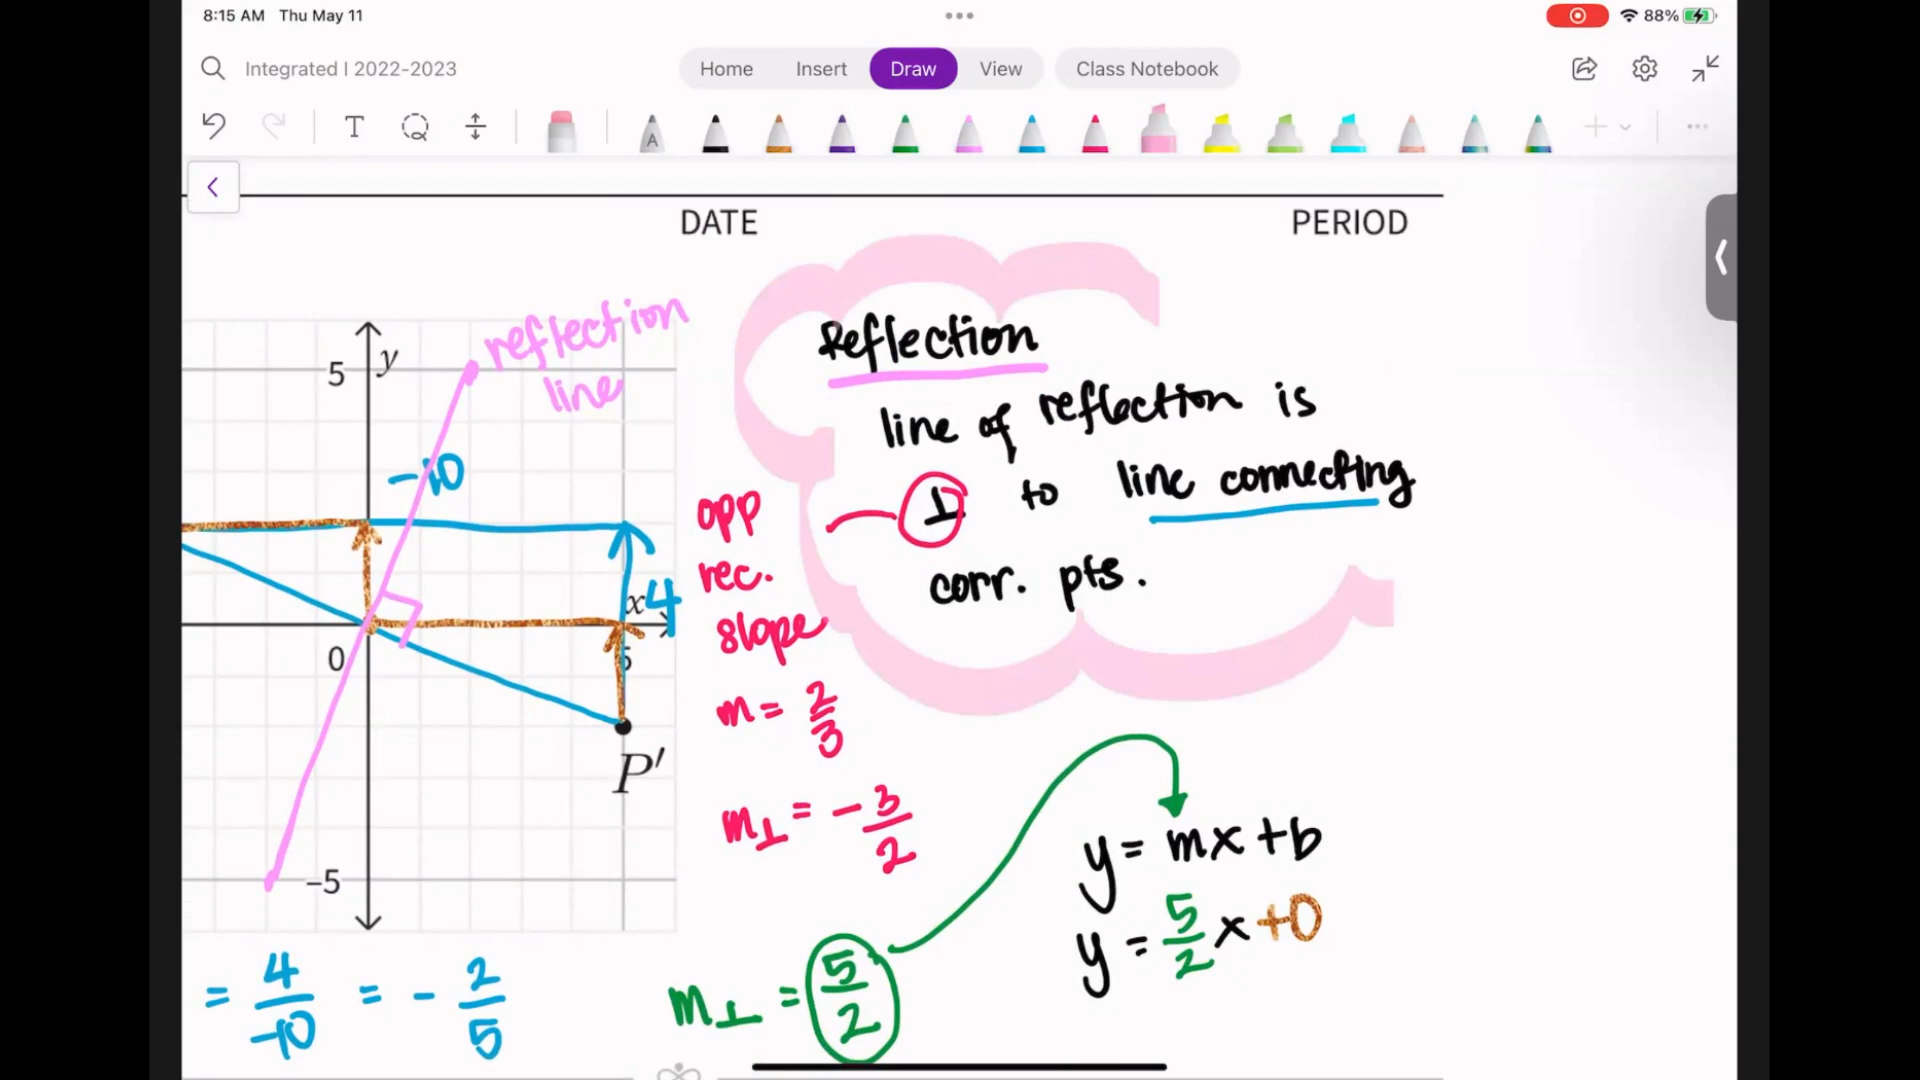 8:15 AM Thu May 11
88%
Integrated I 2022-2023
Home
Insert
Draw
View
Class Notebook
T
A
DATE
PERIOD
reflection
line
5
y
-10
x
4
0
5
-5
P'
Reflection
line of reflection is
⊥ to line connecting
corr. pts.
opp
rec.
slope
m = 2/3
m⊥ = -3/2
= 4/-10 = -2/5
m⊥ = 5/2
y = mx + b
y = 5/2 x + 0